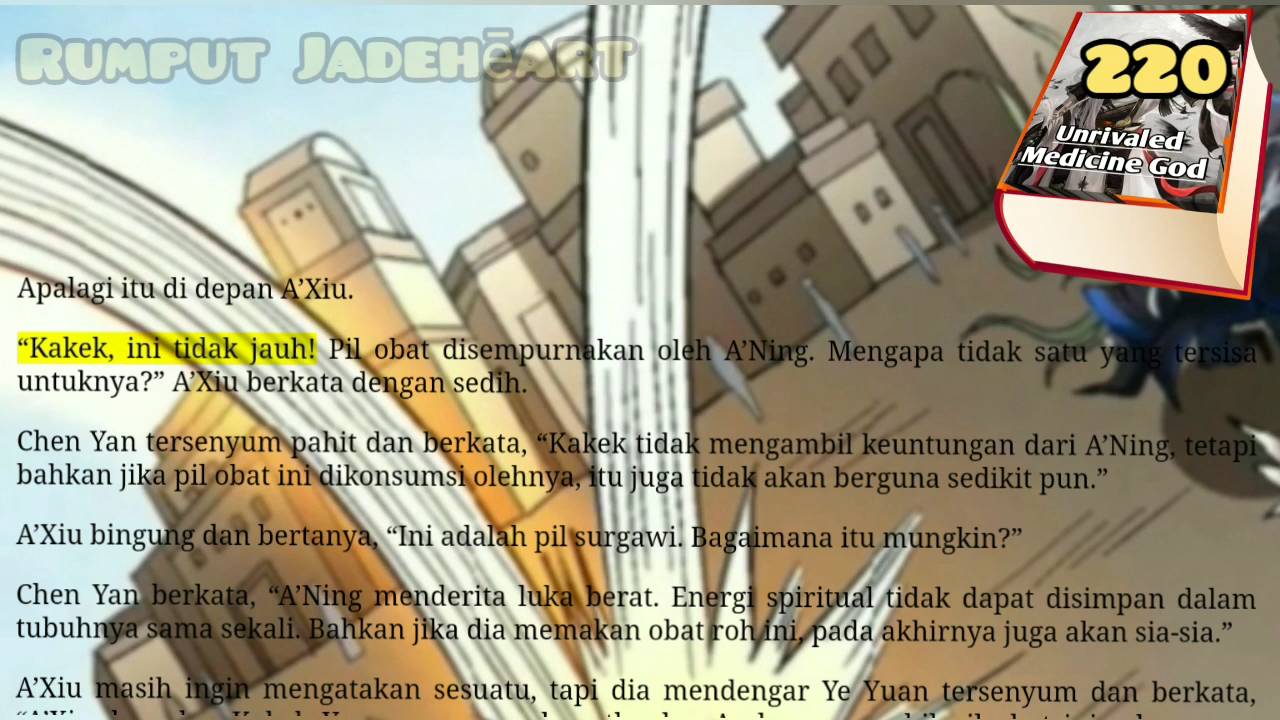 Rumput Jadehēart
220
Unrivaled
Medicine God
Apalagi itu di depan A’Xiu.
“Kakek, ini tidak jauh! Pil obat disempurnakan oleh A’Ning. Mengapa tidak satu yang tersisa
untuknya?” A’Xiu berkata dengan sedih.
Chen Yan tersenyum pahit dan berkata, “Kakek tidak mengambil keuntungan dari A’Ning, tetapi
bahkan jika pil obat ini dikonsumsi olehnya, itu juga tidak akan berguna sedikit pun.”
A’Xiu bingung dan bertanya, “Ini adalah pil surgawi. Bagaimana itu mungkin?”
Chen Yan berkata, “A’Ning menderita luka berat. Energi spiritual tidak dapat disimpan dalam
tubuhnya sama sekali. Bahkan jika dia memakan obat roh ini, pada akhirnya juga akan sia-sia.”
A’Xiu masih ingin mengatakan sesuatu, tapi dia mendengar Ye Yuan tersenyum dan berkata,